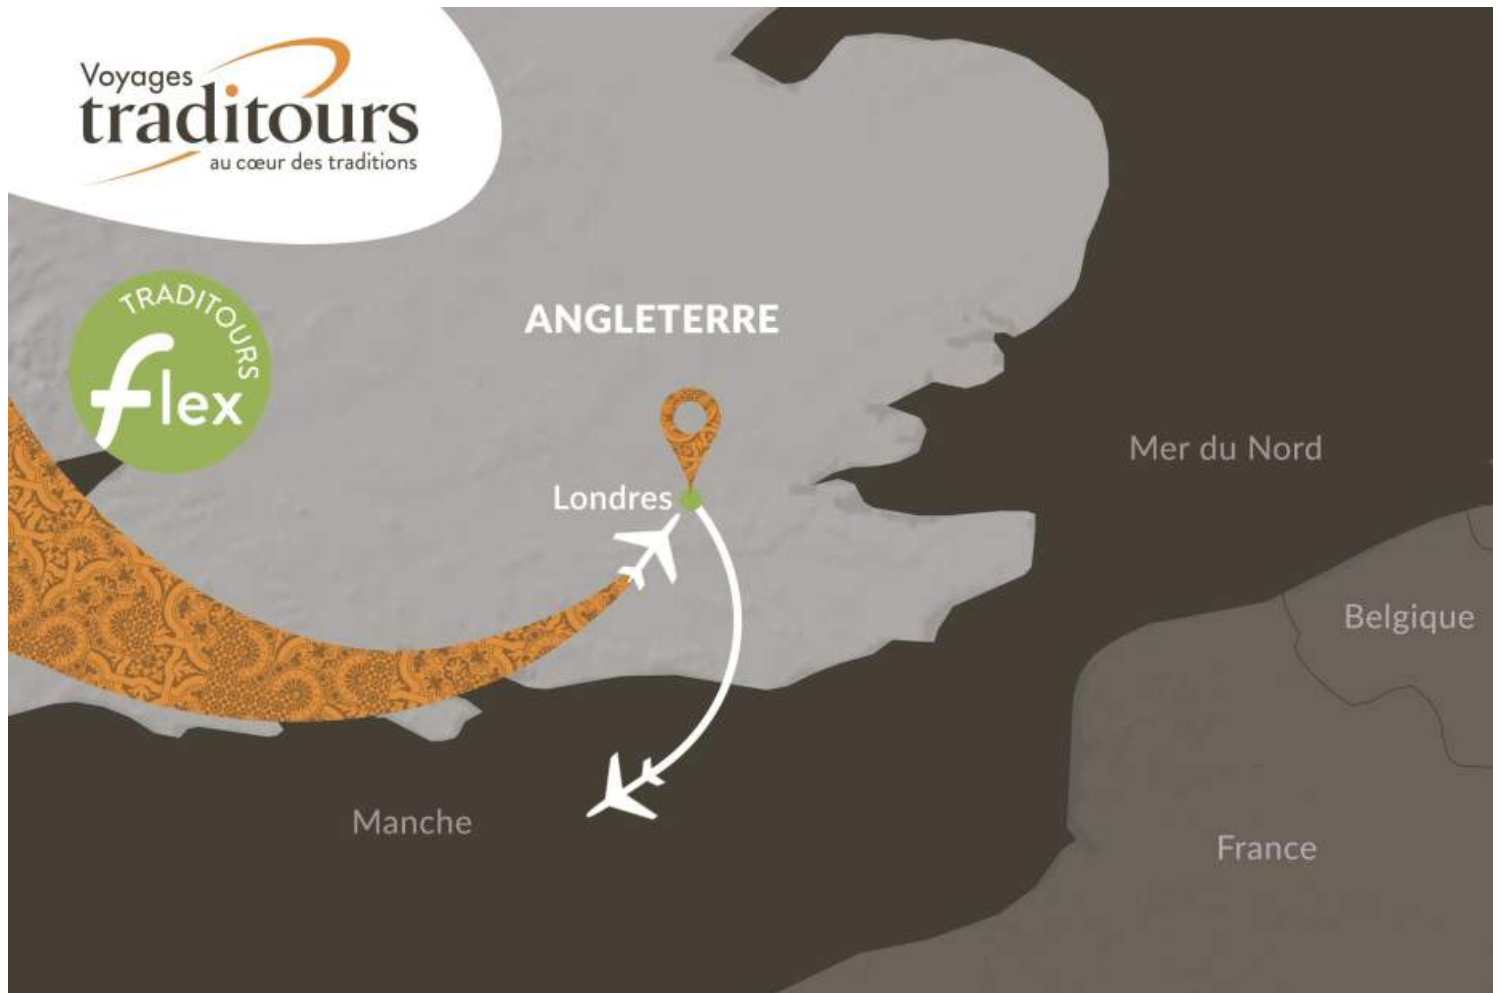 Voyages
traditours
au cœur des traditions
TRADITOURS
flex
ANGLETERRE
Londres
Mer du Nord
Belgique
Manche
France